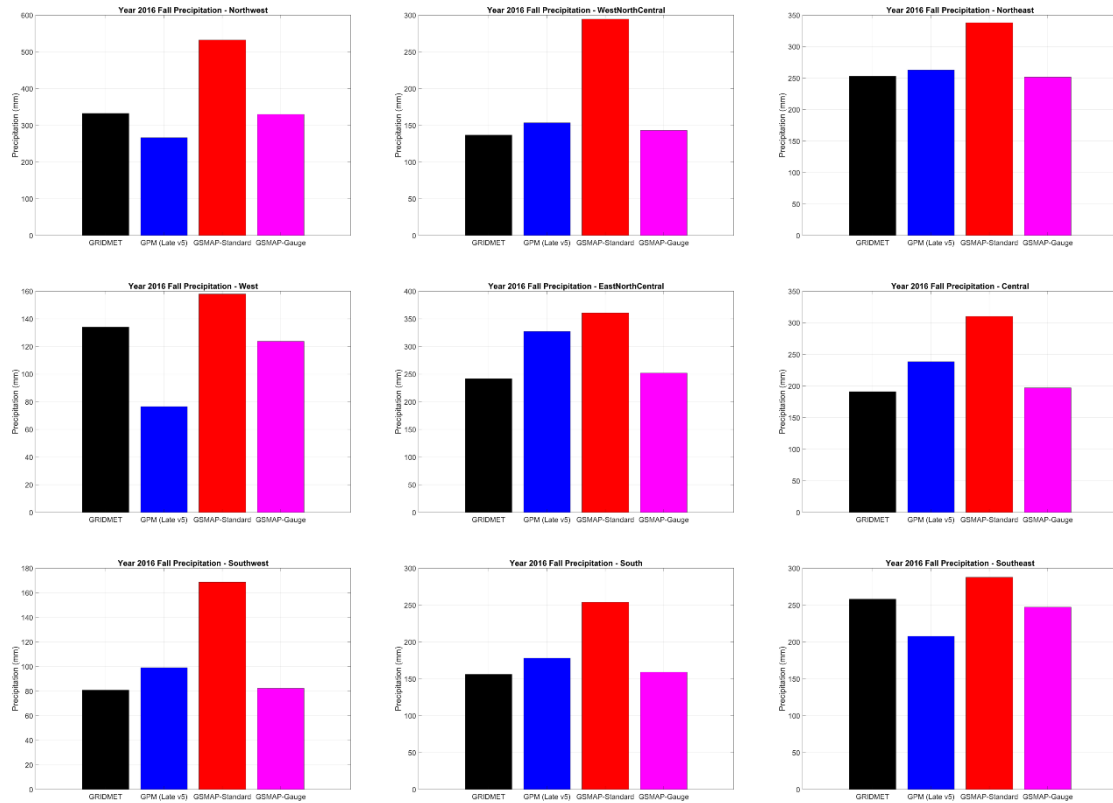 Year 2016 Fall Precipitation - Northwest
Precipitation (mm)
600
500
400
300
200
100
0
GRIDMET GPM (Late v5) GSMAP-Standard GSMAP-Gauge
Year 2016 Fall Precipitation - WestNorthCentral
Precipitation (mm)
300
250
200
150
100
50
0
GRIDMET GPM (Late v5) GSMAP-Standard GSMAP-Gauge
Year 2016 Fall Precipitation - Northeast
Precipitation (mm)
350
300
250
200
150
100
50
0
GRIDMET GPM (Late v5) GSMAP-Standard GSMAP-Gauge
Year 2016 Fall Precipitation - West
Precipitation (mm)
160
140
120
100
80
60
40
20
0
GRIDMET GPM (Late v5) GSMAP-Standard GSMAP-Gauge
Year 2016 Fall Precipitation - EastNorthCentral
Precipitation (mm)
400
350
300
250
200
150
100
50
0
GRIDMET GPM (Late v5) GSMAP-Standard GSMAP-Gauge
Year 2016 Fall Precipitation - Central
Precipitation (mm)
350
300
250
200
150
100
50
0
GRIDMET GPM (Late v5) GSMAP-Standard GSMAP-Gauge
Year 2016 Fall Precipitation - Southwest
Precipitation (mm)
180
160
140
120
100
80
60
40
20
0
GRIDMET GPM (Late v5) GSMAP-Standard GSMAP-Gauge
Year 2016 Fall Precipitation - South
Precipitation (mm)
300
250
200
150
100
50
0
GRIDMET GPM (Late v5) GSMAP-Standard GSMAP-Gauge
Year 2016 Fall Precipitation - Southeast
Precipitation (mm)
300
250
200
150
100
50
0
GRIDMET GPM (Late v5) GSMAP-Standard GSMAP-Gauge